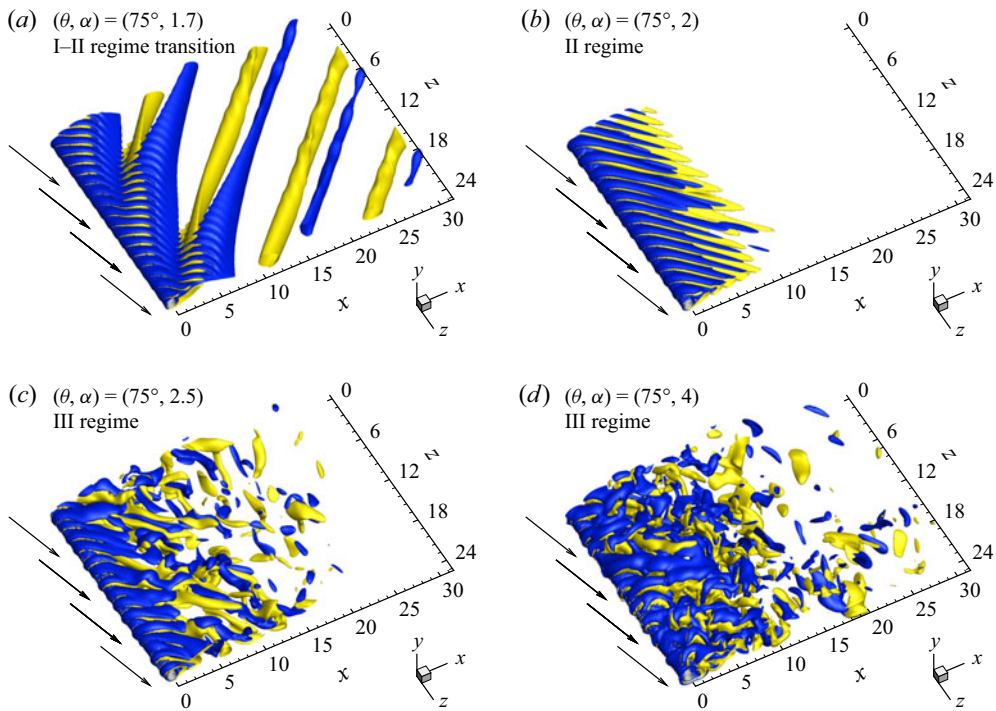 (a) (θ, α) = (75°, 1.7)
I–II regime transition
0
6
12
18
24
z
30
25
20
15
10
5
0
x
y
x
z
(b) (θ, α) = (75°, 2)
II regime
0
6
12
18
24
z
30
25
20
15
10
5
0
x
y
x
z
(c) (θ, α) = (75°, 2.5)
III regime
0
6
12
18
24
z
30
25
20
15
10
5
0
x
y
x
z
(d) (θ, α) = (75°, 4)
III regime
0
6
12
18
24
z
30
25
20
15
10
5
0
x
y
x
z